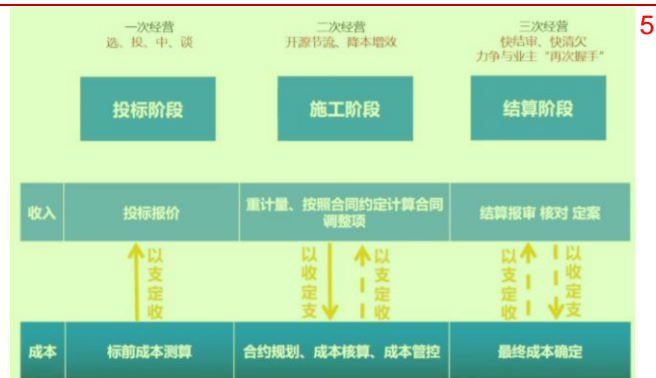 一次经营
选、投、中、谈
二次经营
开源节流、降本增效
三次经营
快结审、快清欠
力争与业主“再次握手”
5
投标阶段
施工阶段
结算阶段
收入
投标报价
重计量、按照合同约定计算合同
调整项
结算报审 核对 定案
以支定收
以收定支
以支定收
以支定收
以收定支
成本
标前成本测算
合约规划、成本核算、成本管控
最终成本确定